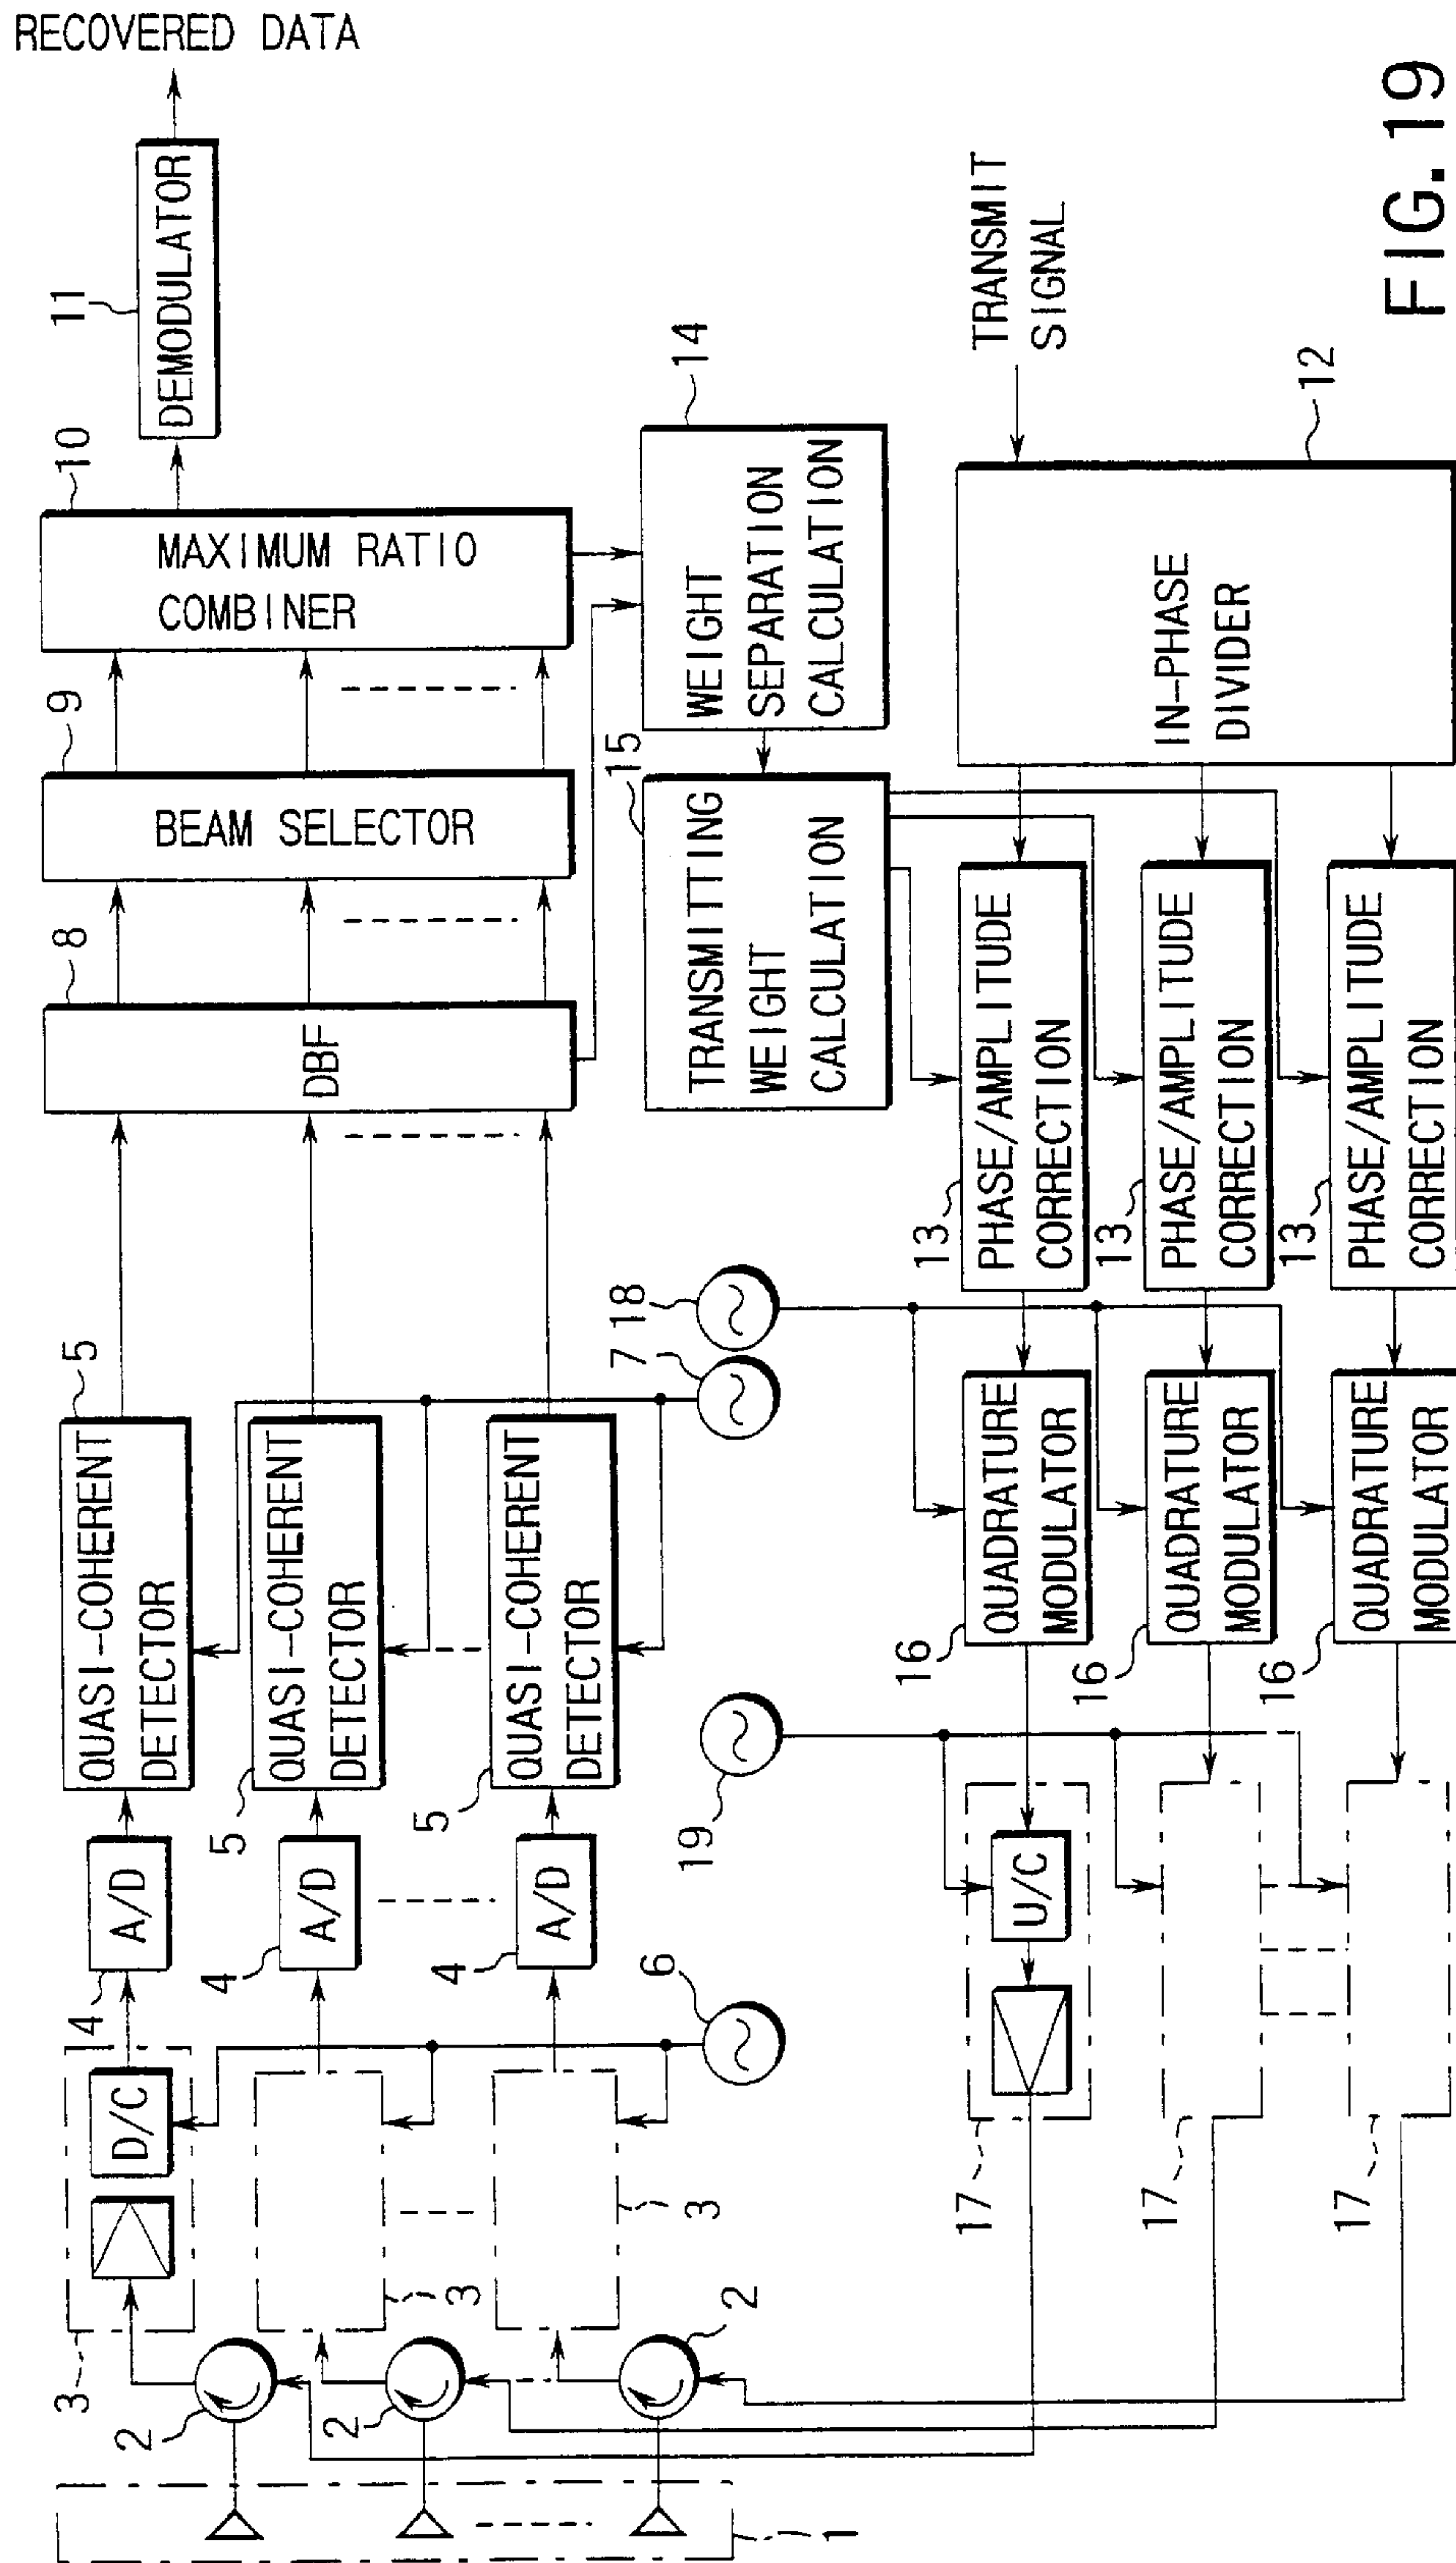 RECOVERED DATA
11
DEMODULATOR
10
MAXIMUM RATIO
COMBINER
9
BEAM SELECTOR
8
DBF
5
QUASI-COHERENT
DETECTOR
5
QUASI-COHERENT
DETECTOR
5
QUASI-COHERENT
DETECTOR
4
A/D
4
A/D
4
A/D
D/C
3
3
3
2
2
2
1
6
7
18
19
14
WEIGHT
SEPARATION
CALCULATION
15
TRANSMITTING
WEIGHT
CALCULATION
TRANSMIT
SIGNAL
12
IN-PHASE
DIVIDER
13
PHASE/AMPLITUDE
CORRECTION
13
PHASE/AMPLITUDE
CORRECTION
13
PHASE/AMPLITUDE
CORRECTION
16
QUADRATURE
MODULATOR
16
QUADRATURE
MODULATOR
16
QUADRATURE
MODULATOR
U/C
17
17
17
FIG. 19